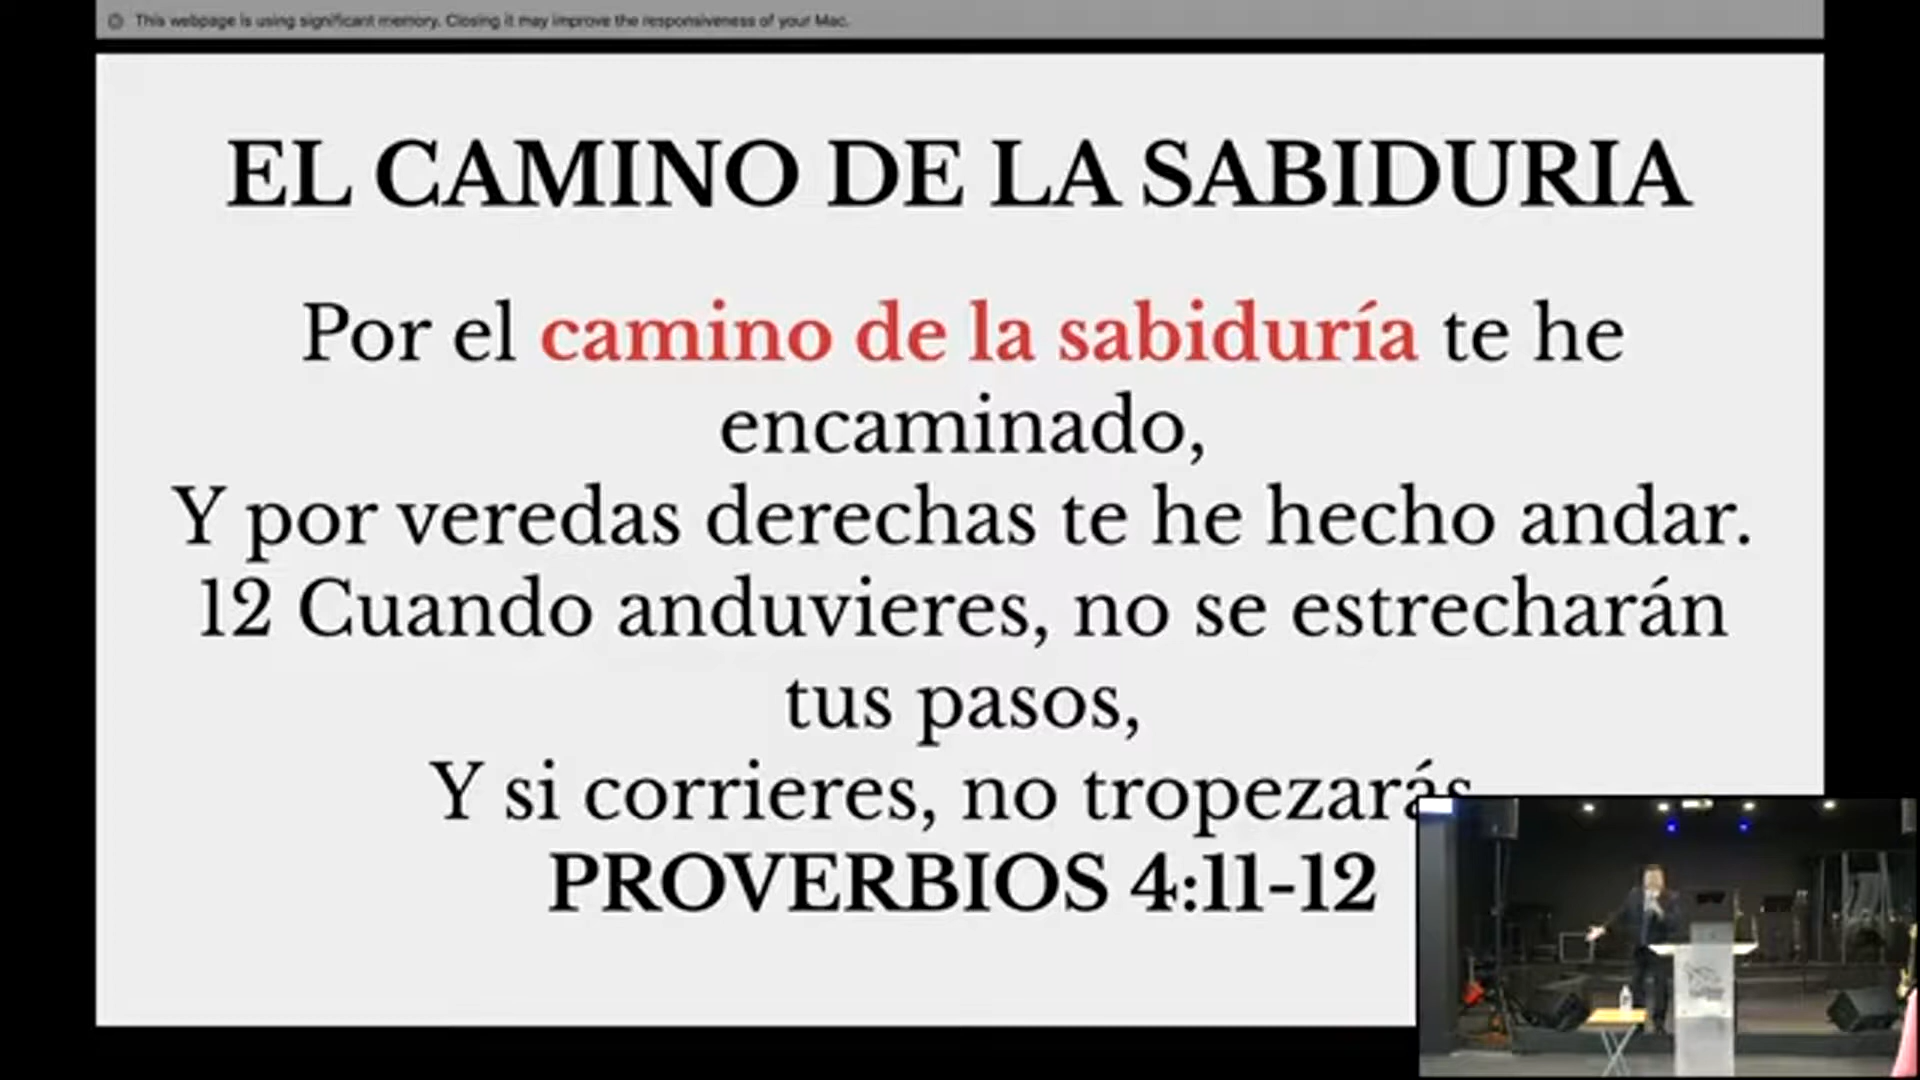 This webpage is using significant memory. Closing it may improve the responsiveness of your Mac.
EL CAMINO DE LA SABIDURIA
Por el camino de la sabiduría te he
encaminado,
Y por veredas derechas te he hecho andar.
12 Cuando anduvieres, no se estrecharán
tus pasos,
Y si corrieres, no tropezarás
PROVERBIOS 4:11-12